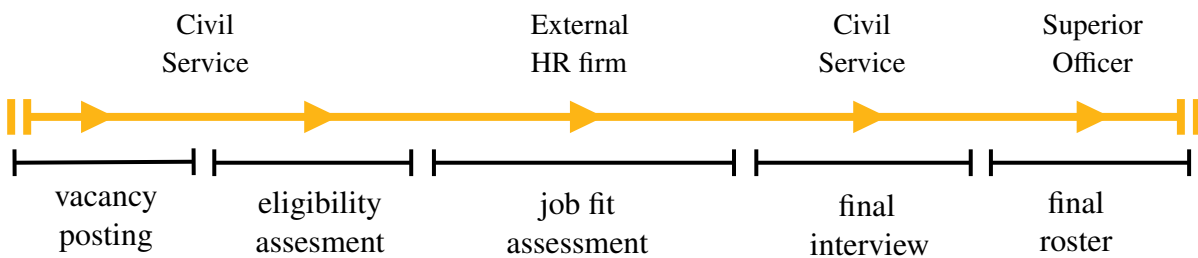 Civil
Service
External
HR firm
Civil
Service
Superior
Officer
vacancy
posting
eligibility
assesment
job fit
assessment
final
interview
final
roster